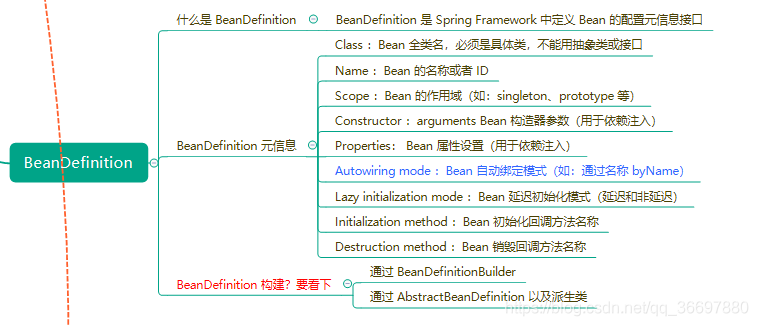 BeanDefinition
什么是 BeanDefinition
BeanDefinition 是 Spring Framework 中定义 Bean 的配置元信息接口
BeanDefinition 元信息
Class ：Bean 全类名，必须是具体类，不能用抽象类或接口
Name ：Bean 的名称或者 ID
Scope ：Bean 的作用域（如：singleton、prototype 等）
Constructor ：arguments Bean 构造器参数（用于依赖注入）
Properties： Bean 属性设置（用于依赖注入）
Autowiring mode ：Bean 自动绑定模式（如：通过名称 byName）
Lazy initialization mode ：Bean 延迟初始化模式（延迟和非延迟）
Initialization method ：Bean 初始化回调方法名称
Destruction method ：Bean 销毁回调方法名称
BeanDefinition 构建？要看下
通过 BeanDefinitionBuilder
通过 AbstractBeanDefinition 以及派生类
https://blog.csdn.net/qq_36697880